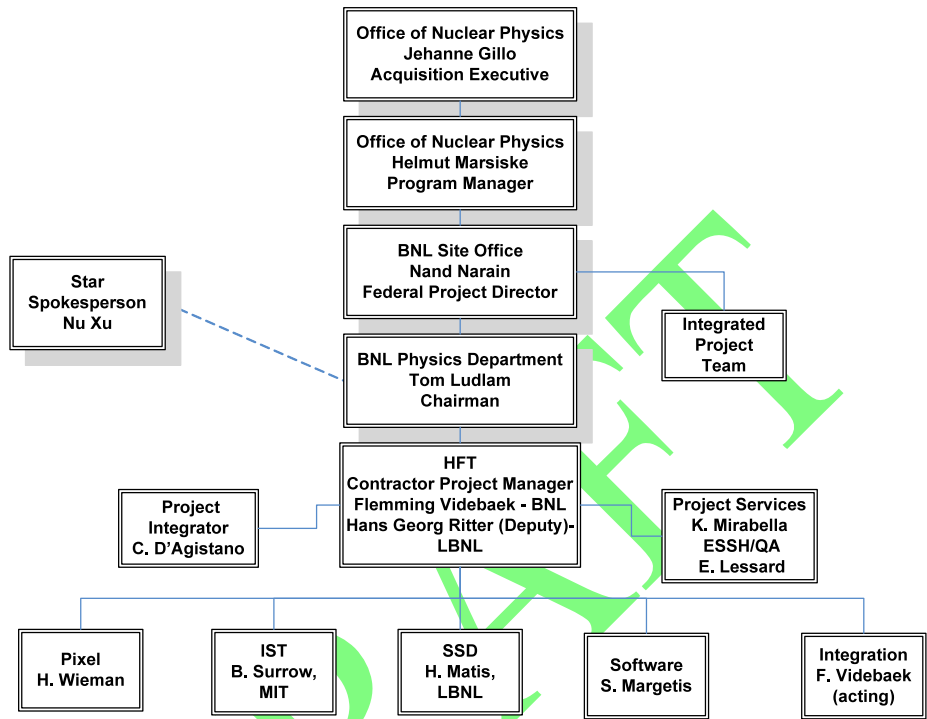 Office of Nuclear Physics
Jehanne Gillo
Acquisition Executive
Office of Nuclear Physics
Helmut Marsiske
Program Manager
BNL Site Office
Nand Narain
Federal Project Director
Star
Spokesperson
Nu Xu
Integrated
Project
Team
BNL Physics Department
Tom Ludlam
Chairman
HFT
Contractor Project Manager
Flemming Videbaek - BNL
Hans Georg Ritter (Deputy)-
LBNL
Project
Integrator
C. D'Agistano
Project Services
K. Mirabella
ESSH/QA
E. Lessard
Pixel
H. Wieman
IST
B. Surrow,
MIT
SSD
H. Matis,
LBNL
Software
S. Margetis
Integration
F. Videbaek
(acting)
DRAFT